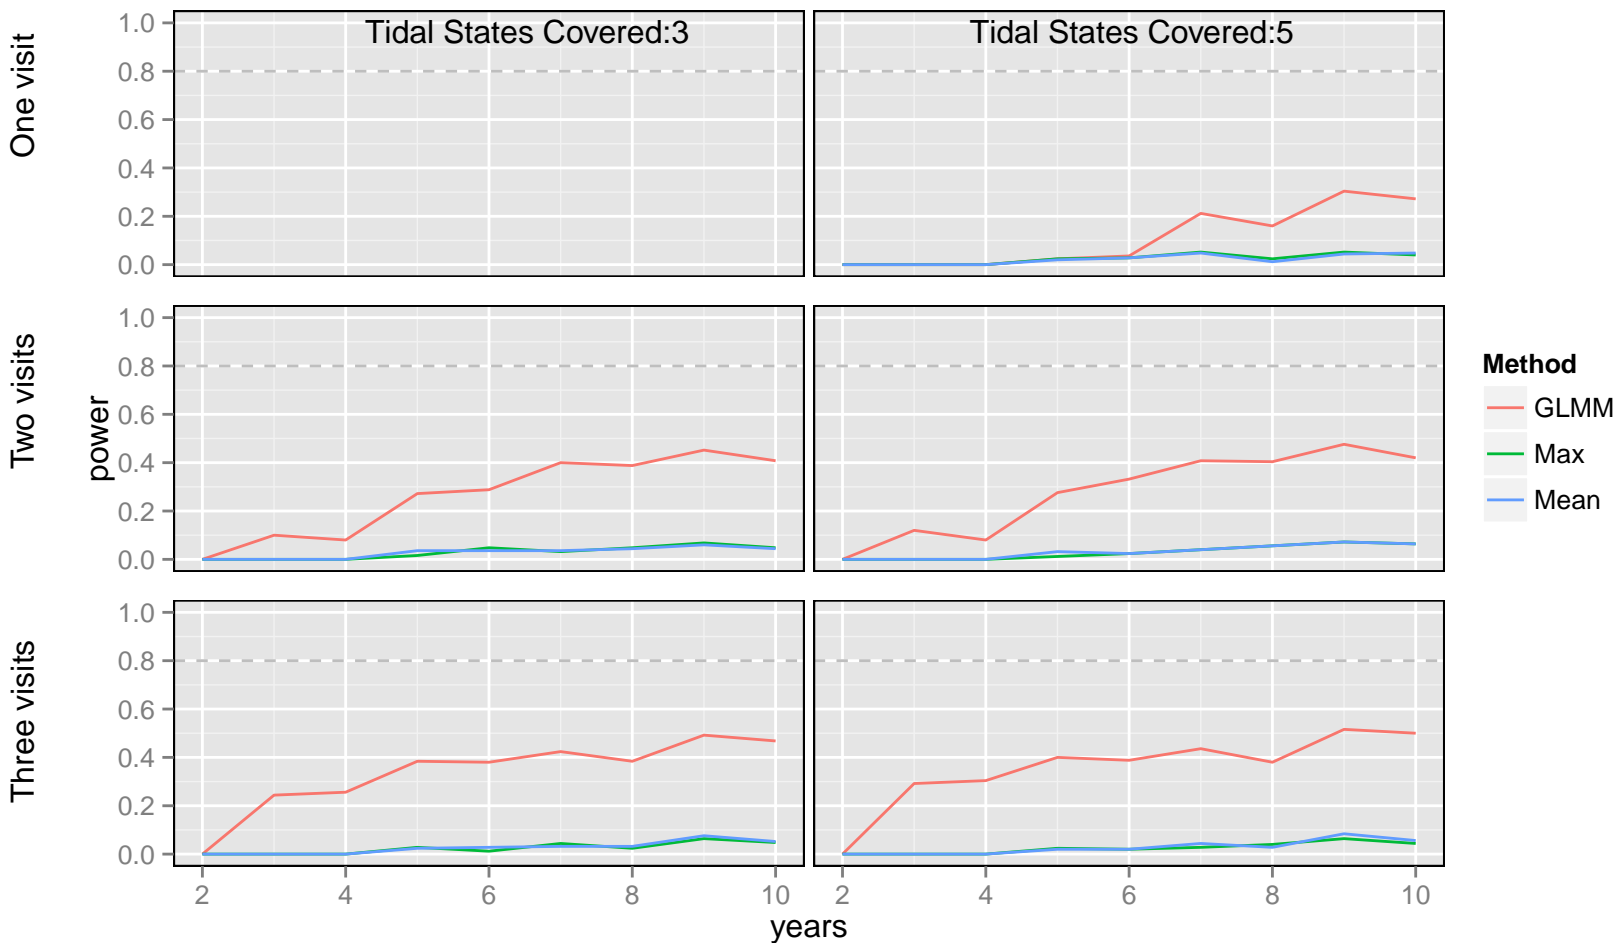 Tidal States Covered:3
Tidal States Covered:5
One visit
1.0
0.8
0.6
0.4
0.2
0.0
Two visits
1.0
0.8
0.6
0.4
0.2
0.0
power
Three visits
1.0
0.8
0.6
0.4
0.2
0.0
2 4 6 8 10
2 4 6 8 10
years
Method
GLMM
Max
Mean